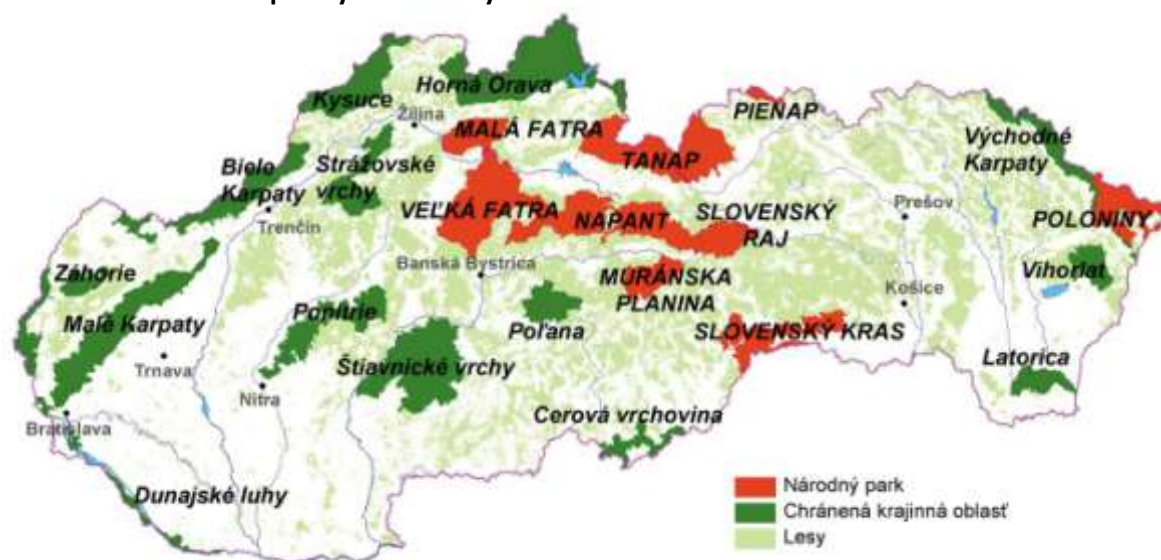 Horná Orava
Kysuce
Žilina
PIENAP
MALÁ FATRA
Východné
Karpaty
TANAP
Strážovské
vrchy
Biele
Karpaty
VEĽKÁ FATRA
NAPANT
SLOVENSKÝ
RAJ
Prešov
POLONINY
Trenčín
Banská Bystrica
Záhorie
MURÁNSKA
PLANINA
Vihorlat
Košice
Malé Karpaty
Ponitrie
Poľana
SLOVENSKÝ KRAS
Štiavnické vrchy
Trnava
Latorica
Nitra
Cerová vrchovina
Bratislava
Dunajské luhy
Národný park
Chránená krajinná oblasť
Lesy